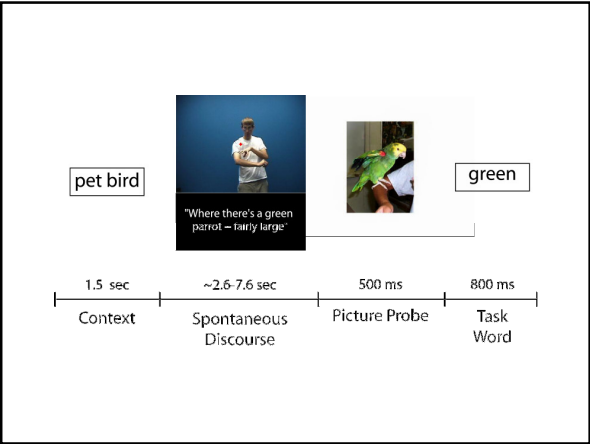 pet bird
"Where there's a green
parrot – fairly large"
green
1.5 sec
~2.6-7.6 sec
500 ms
800 ms
Context
Spontaneous
Discourse
Picture Probe
Task
Word